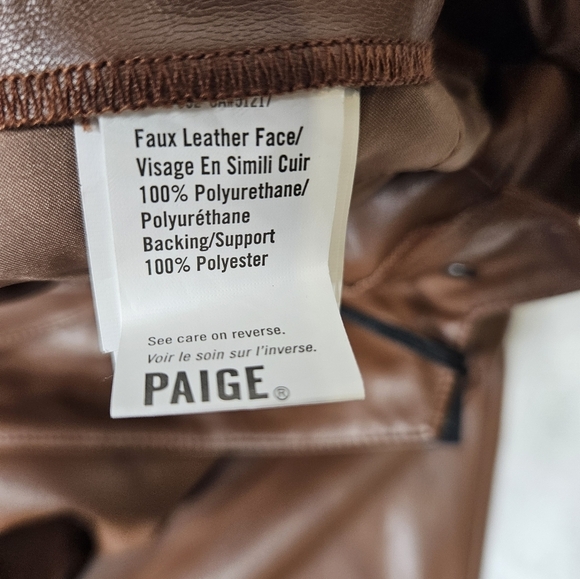 Faux Leather Face/
Visage En Simili Cuir
100% Polyurethane/
Polyuréthane
Backing/Support
100% Polyester
See care on reverse.
Voir le soin sur l'inverse.
PAIGE®